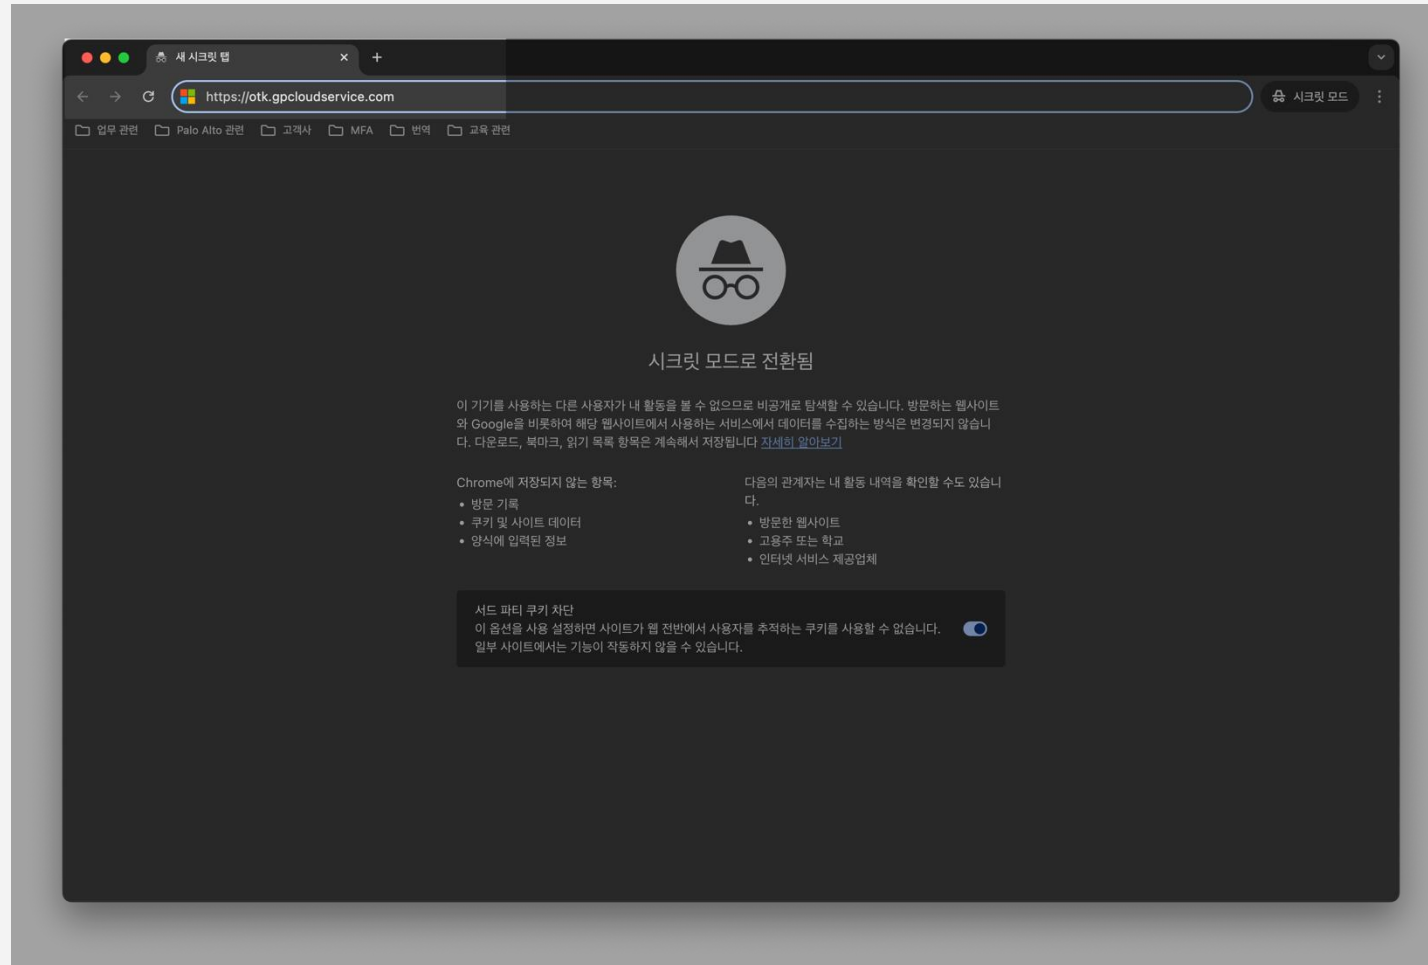 새 시크릿 탭
https://otk.gpcloudservice.com
시크릿 모드
업무 관련
Palo Alto 관련
고객사
MFA
번역
교육 관련
시크릿 모드로 전환됨
이 기기를 사용하는 다른 사용자가 내 활동을 볼 수 없으므로 비공개로 탐색할 수 있습니다. 방문하는 웹사이트
와 Google을 비롯하여 해당 웹사이트에서 사용하는 서비스에서 데이터를 수집하는 방식은 변경되지 않습니
다. 다운로드, 북마크, 읽기 목록 항목은 계속해서 저장됩니다 자세히 알아보기
Chrome에 저장되지 않는 항목:
• 방문 기록
• 쿠키 및 사이트 데이터
• 양식에 입력된 정보
다음의 관계자는 내 활동 내역을 확인할 수도 있습니
다.
• 방문한 웹사이트
• 고용주 또는 학교
• 인터넷 서비스 제공업체
서드 파티 쿠키 차단
이 옵션을 사용 설정하면 사이트가 웹 전반에서 사용자를 추적하는 쿠키를 사용할 수 없습니다.
일부 사이트에서는 기능이 작동하지 않을 수 있습니다.